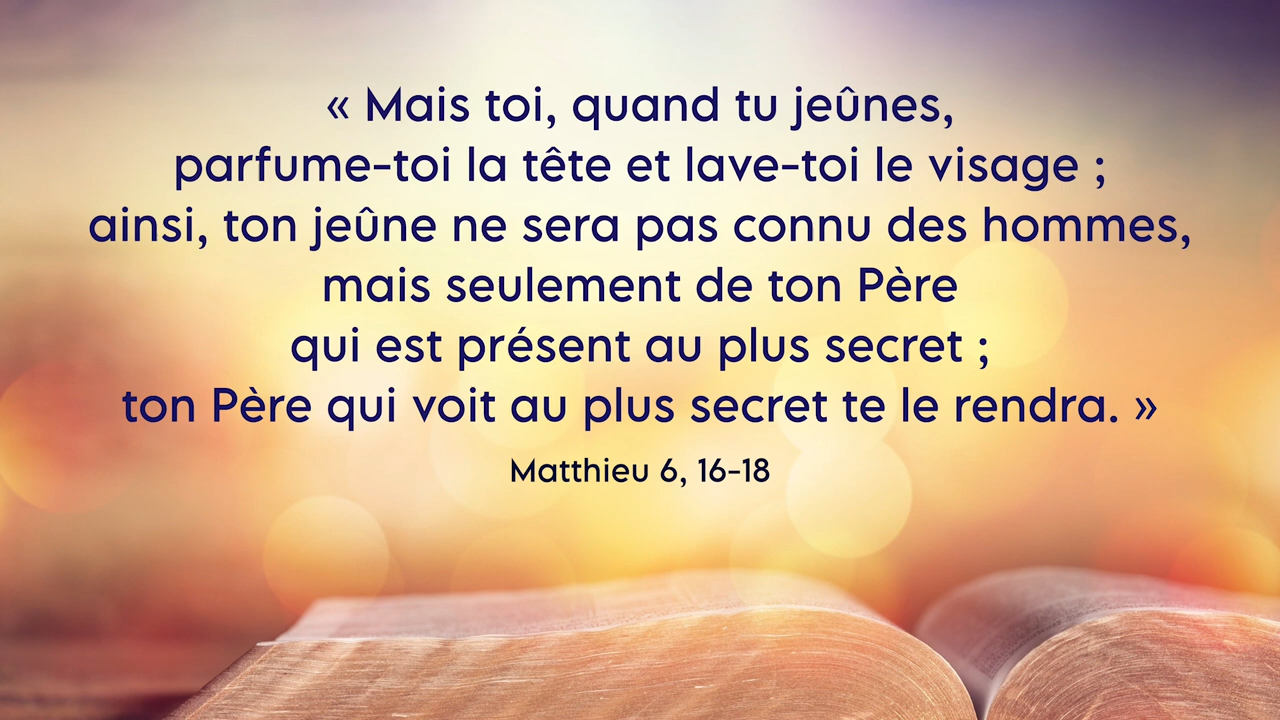 « Mais toi, quand tu jeûnes,
parfume-toi la tête et lave-toi le visage ;
ainsi, ton jeûne ne sera pas connu des hommes,
mais seulement de ton Père
qui est présent au plus secret ;
ton Père qui voit au plus secret te le rendra. »
Matthieu 6, 16-18